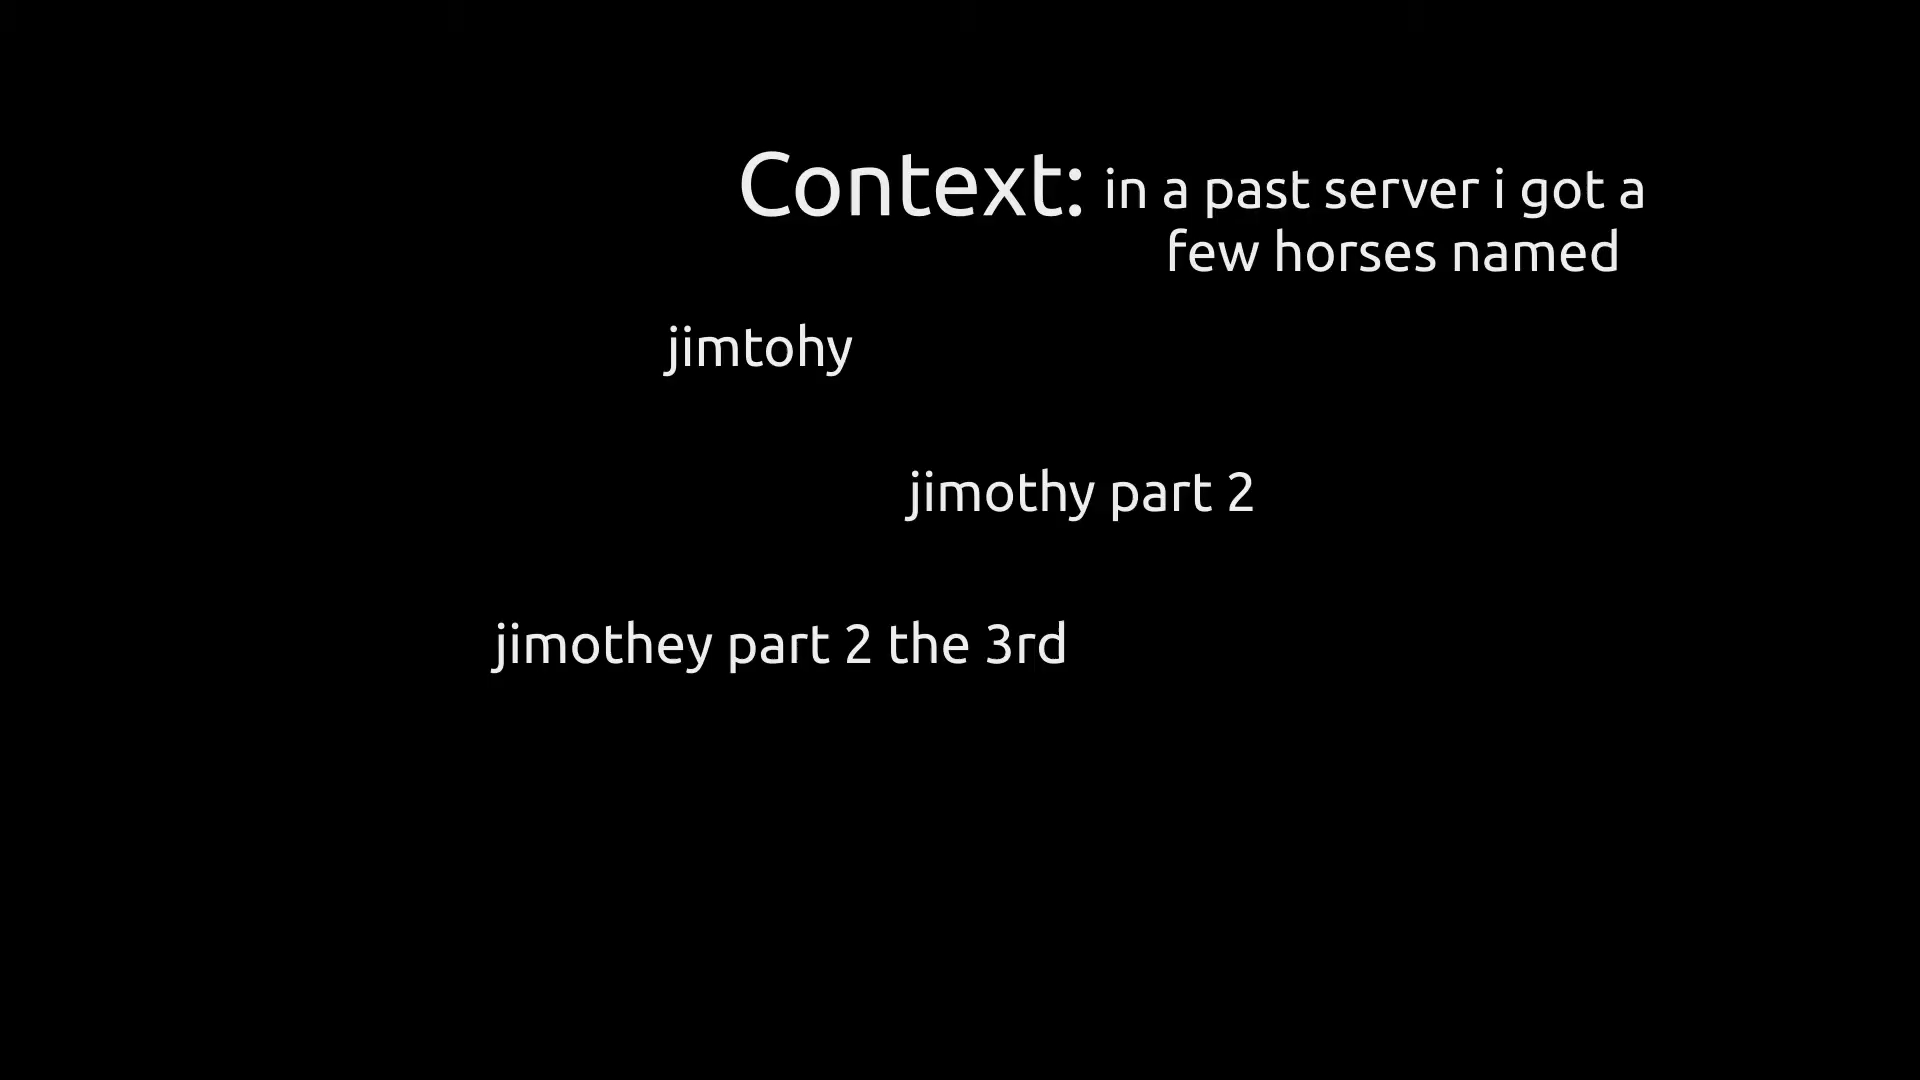 Context: in a past server i got a
few horses named
jimtohy
jimothy part 2
jimothey part 2 the 3rd